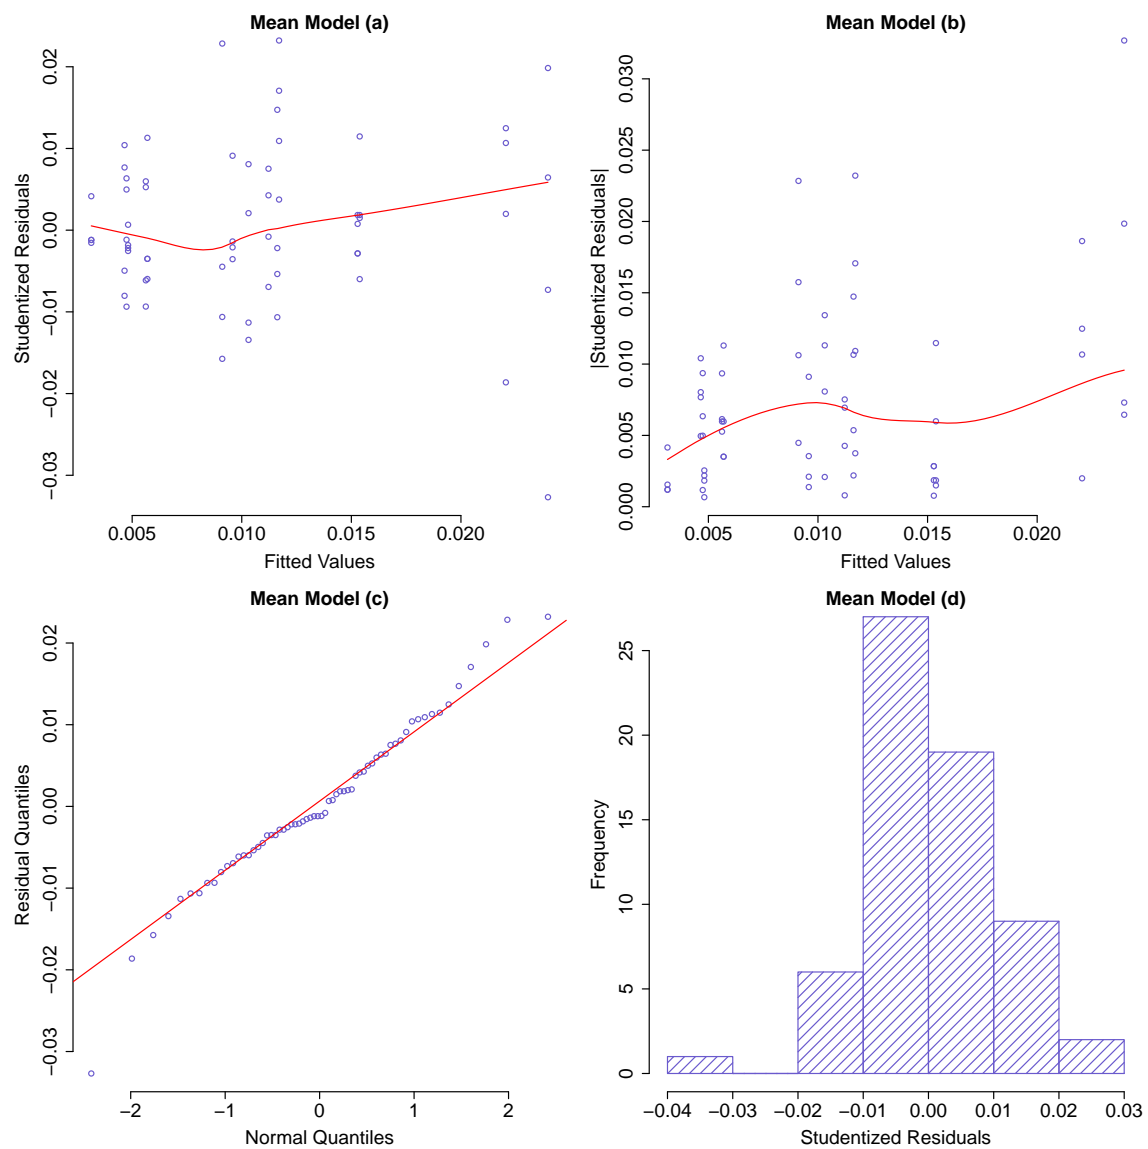 Mean Model (a)
Studentized Residuals
0.02
0.01
0.00
−0.01
−0.02
−0.03
0.005 0.010 0.015 0.020
Fitted Values
Mean Model (b)
|Studentized Residuals|
0.030
0.025
0.020
0.015
0.010
0.005
0.000
0.005 0.010 0.015 0.020
Fitted Values
Mean Model (c)
Residual Quantiles
0.02
0.01
0.00
−0.01
−0.02
−0.03
−2 −1 0 1 2
Normal Quantiles
Mean Model (d)
Frequency
25
20
15
10
5
0
−0.04 −0.03 −0.02 −0.01 0.00 0.01 0.02 0.03
Studentized Residuals